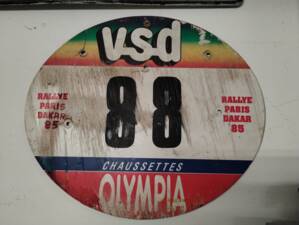 vsd
RALLYE
PARIS
DAKAR
85
88
RALLYE
PARIS
DAKAR
85
CHAUSSETTES
OLYMPIA